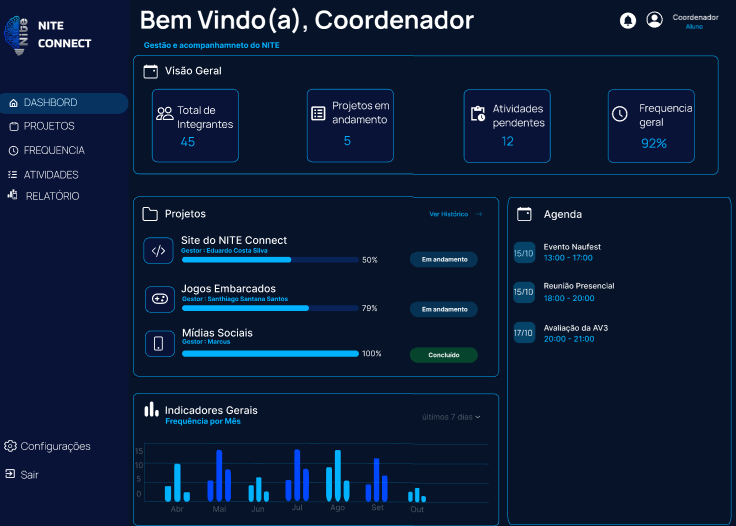 Nige
NITE
CONNECT
DASHBORD
PROJETOS
FREQUENCIA
ATIVIDADES
RELATÓRIO
Configurações
Sair
Bem Vindo(a), Coordenador
Gestão e acompanhamneto do NITE
Coordenador
Aluno
Visão Geral
Total de
Integrantes
45
Projetos em
andamento
5
Atividades
pendentes
12
Frequencia
geral
92%
Projetos
Ver Histórico →
Site do NITE Connect
Gestor : Eduardo Costa Silva
50%
Em andamento
Jogos Embarcados
Gestor : Santhiago Santana Santos
79%
Em andamento
Mídias Sociais
Gestor : Marcus
100%
Concluído
Agenda
15/10
Evento Naufest
13:00 - 17:00
15/10
Reunião Presencial
18:00 - 20:00
17/10
Avaliação da AV3
20:00 - 21:00
Indicadores Gerais
Frequência por Mês
últimos 7 dias
15
10
5
0
Abr
Mai
Jun
Jul
Ago
Set
Out